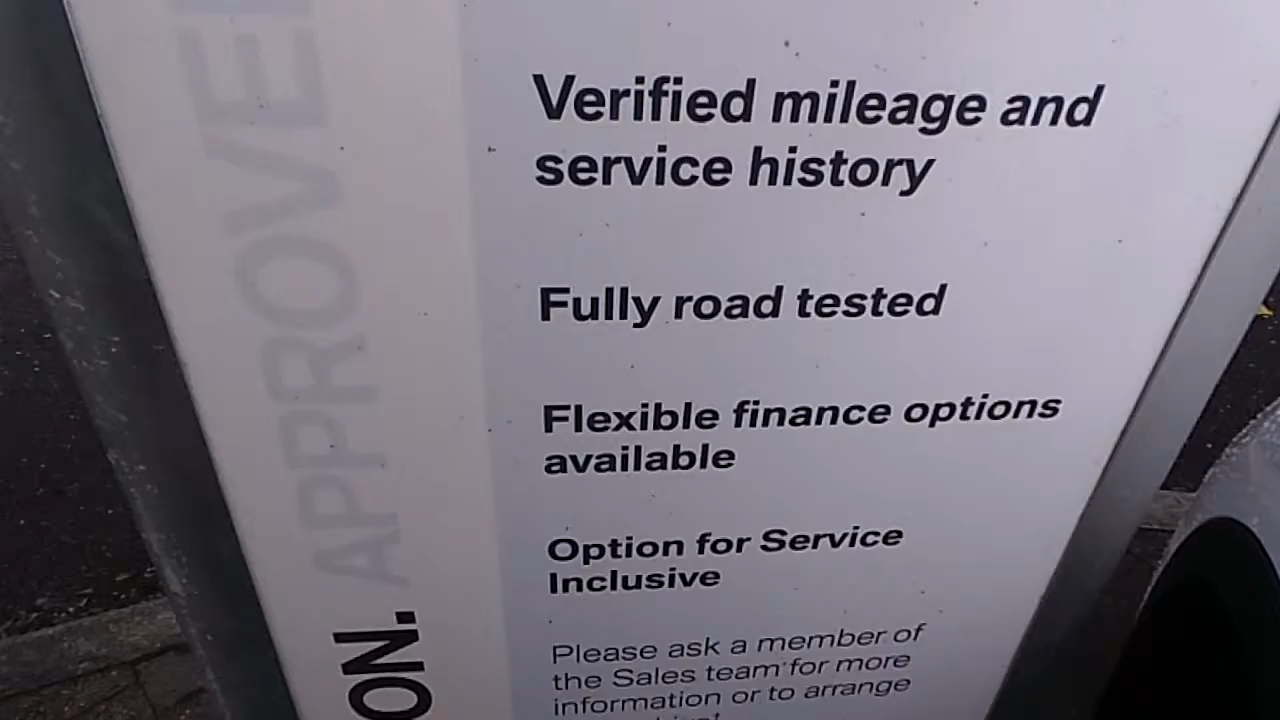 Verified mileage and
service history
Fully road tested
Flexible finance options
available
Option for Service
Inclusive
Please ask a member of
the Sales team for more
information or to arrange
ON. APPROVE